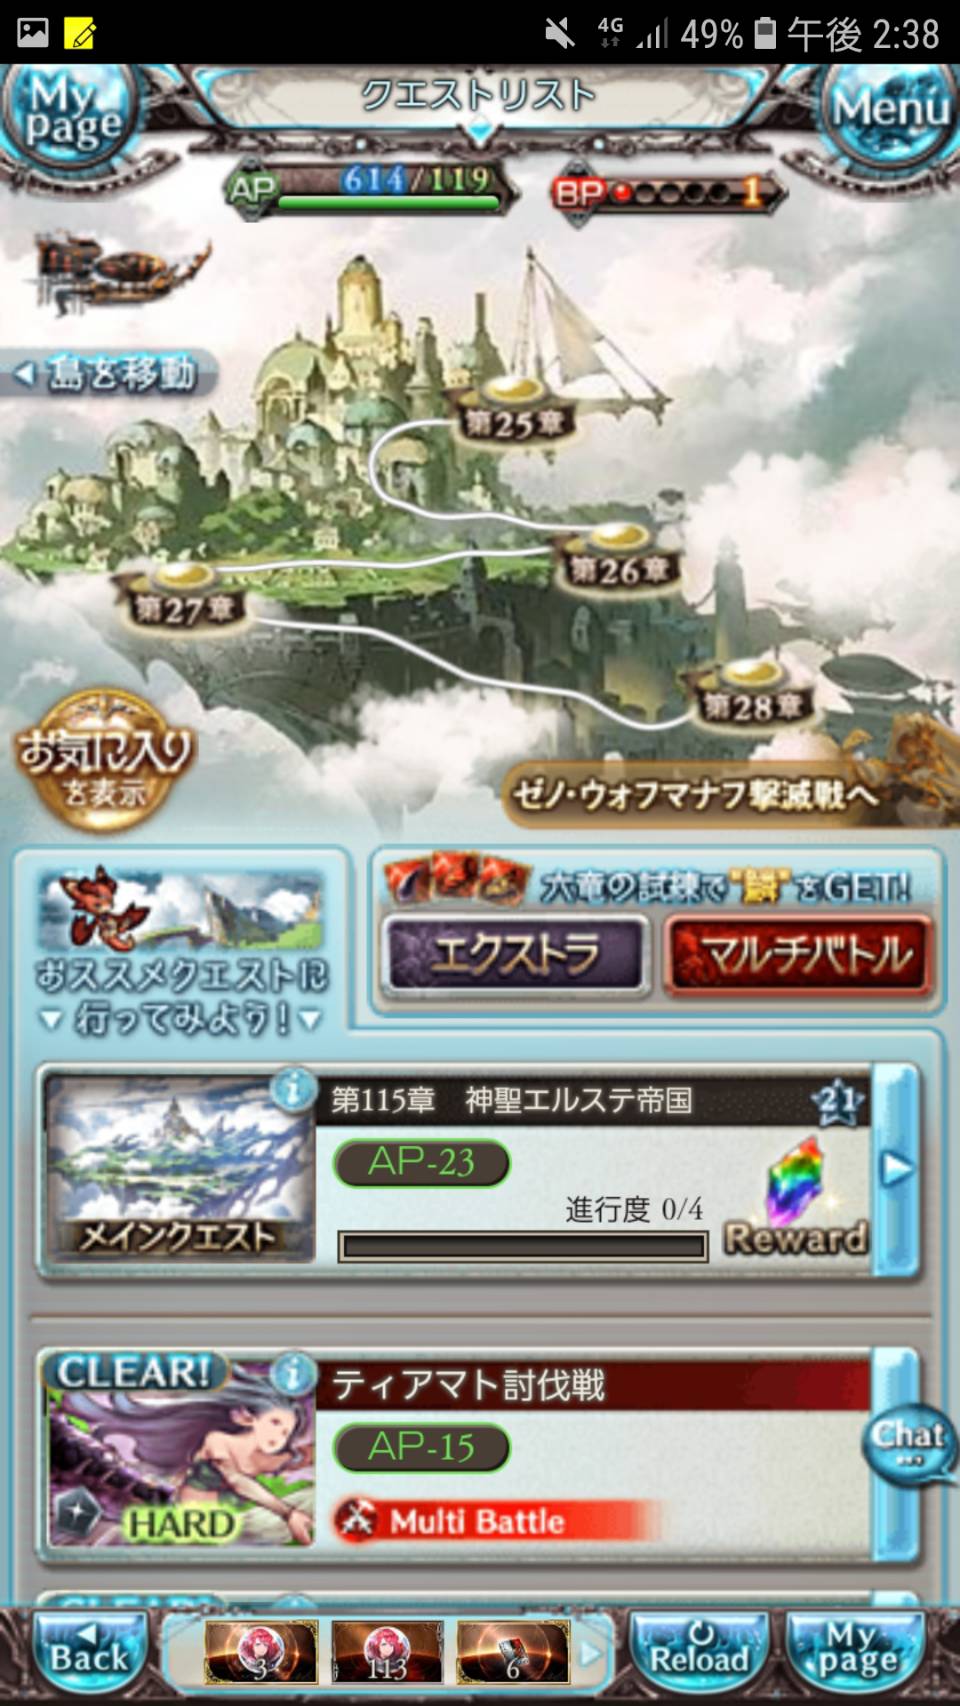 4G 49% 午後 2:38
My page
クエストリスト
Menu
AP 614/119
BP 1
島を移動
第25章
第26章
第27章
第28章
お気に入り
を表示
ゼノ・ウォフマナフ撃滅戦へ
おススメクエストに
▼ 行ってみよう! ▼
六竜の試練で"鱗"をGET!
エクストラ
マルチバトル
第115章 神聖エルステ帝国
21
AP-23
進行度 0/4
メインクエスト
Reward
CLEAR!
ティアマト討伐戦
AP-15
HARD
Multi Battle
Chat
Back
3
113
6
Reload
My page